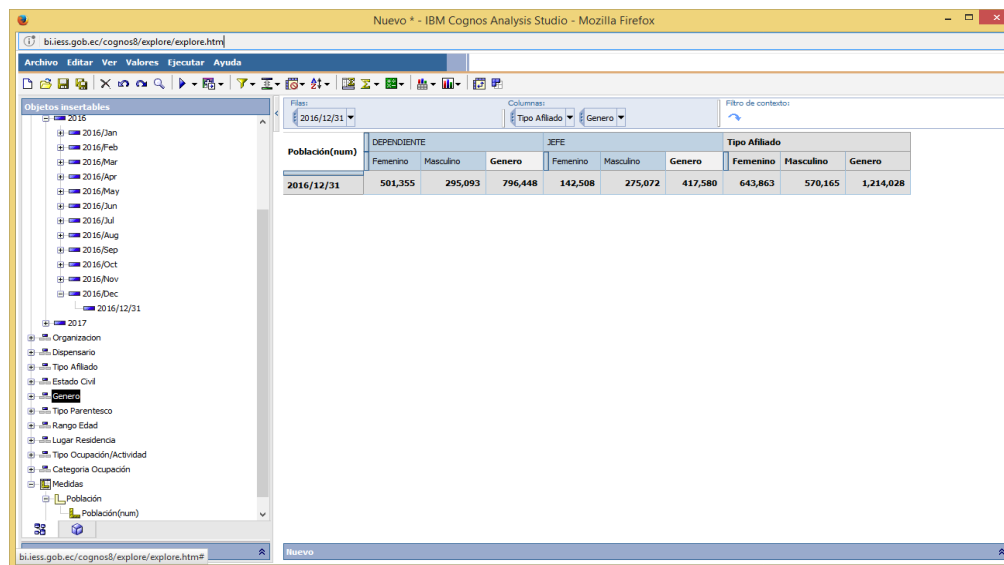 Nuevo * - IBM Cognos Analysis Studio - Mozilla Firefox
bi.iess.gob.ec/cognos8/explore/explore.htm
Archivo Editar Ver Valores Ejecutar Ayuda
Objetos insertables
2016
2016/Jan
2016/Feb
2016/Mar
2016/Apr
2016/May
2016/Jun
2016/Jul
2016/Aug
2016/Sep
2016/Oct
2016/Nov
2016/Dec
2016/12/31
2017
Organizacion
Dispensario
Tipo Afiliado
Estado Civil
Genero
Tipo Parentesco
Rango Edad
Lugar Residencia
Tipo Ocupación/Actividad
Categoria Ocupación
Medidas
Población
Población(num)
bi.iess.gob.ec/cognos8/explore/explore.htm#
Filas: Columnas: Filtro de contexto:
2016/12/31 Tipo Afiliado Genero
Población(num) DEPENDIENTE JEFE Tipo Afiliado
Femenino Masculino Genero Femenino Masculino Genero Femenino Masculino Genero
2016/12/31 501,355 295,093 796,448 142,508 275,072 417,580 643,863 570,165 1,214,028
Nuevo